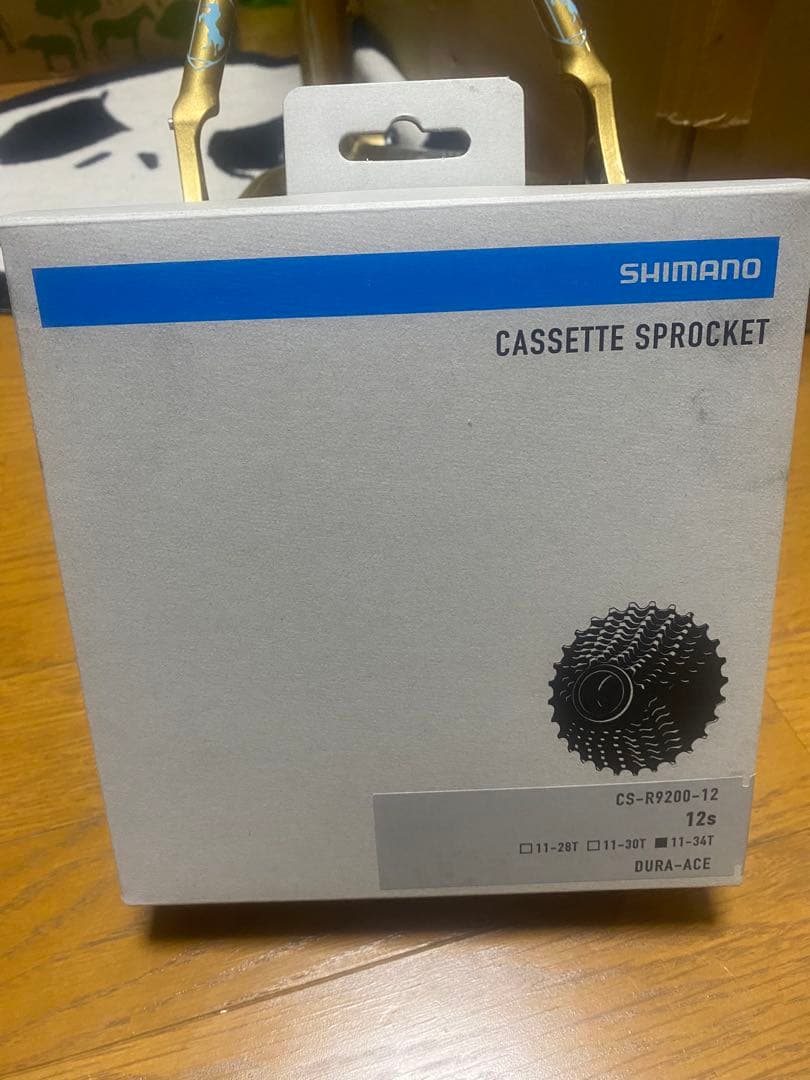 SHIMANO
CASSETTE SPROCKET
CS-R9200-12
12s
□11-28T □11-30T ■11-34T
DURA-ACE